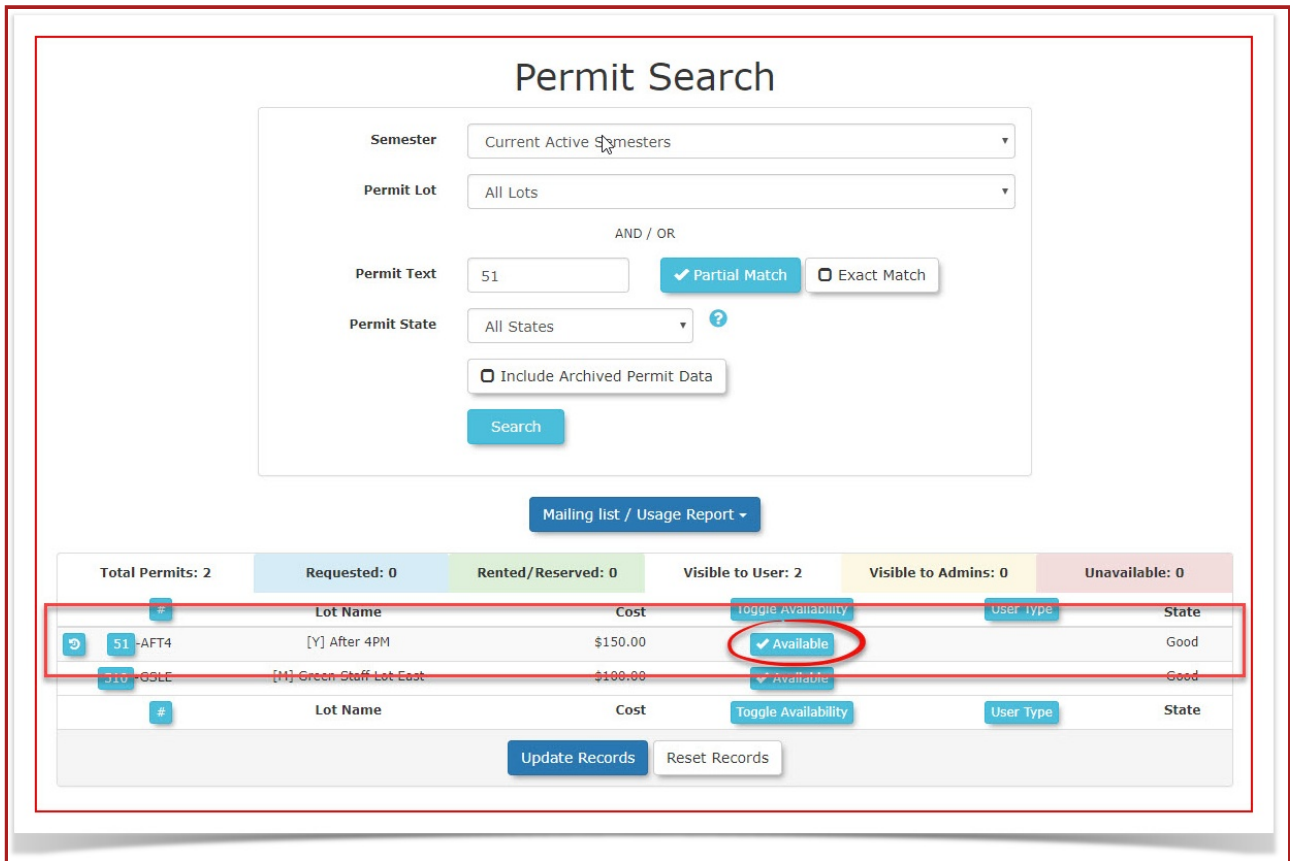 Permit Search
Semester Current Active Semesters
Permit Lot All Lots
AND / OR
Permit Text 51 Partial Match Exact Match
Permit State All States ?
Include Archived Permit Data
Search
Mailing list / Usage Report
Total Permits: 2 Requested: 0 Rented/Reserved: 0 Visible to User: 2 Visible to Admins: 0 Unavailable: 0
# Lot Name Cost Toggle Availability User Type State
51 -AFT4 [Y] After 4PM $150.00 Available Good
510 -GSLE [M] Green Staff Lot East $100.00 Available Good
# Lot Name Cost Toggle Availability User Type State
Update Records Reset Records